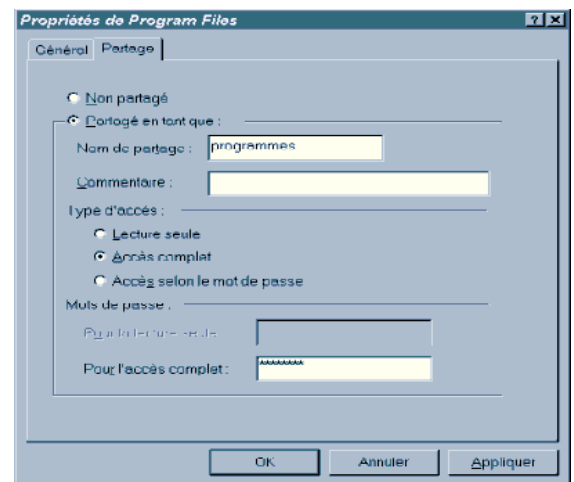 Propriétés de Program Files
Général Partage
Non partagé
Partagé en tant que :
Nom de partage : programmes
Commentaire :
Type d'accès :
Lecture seule
Accès complet
Accès selon le mot de passe
Mots de passe :
Pour la lecture seule
Pour l'accès complet : ********
OK Annuler Appliquer